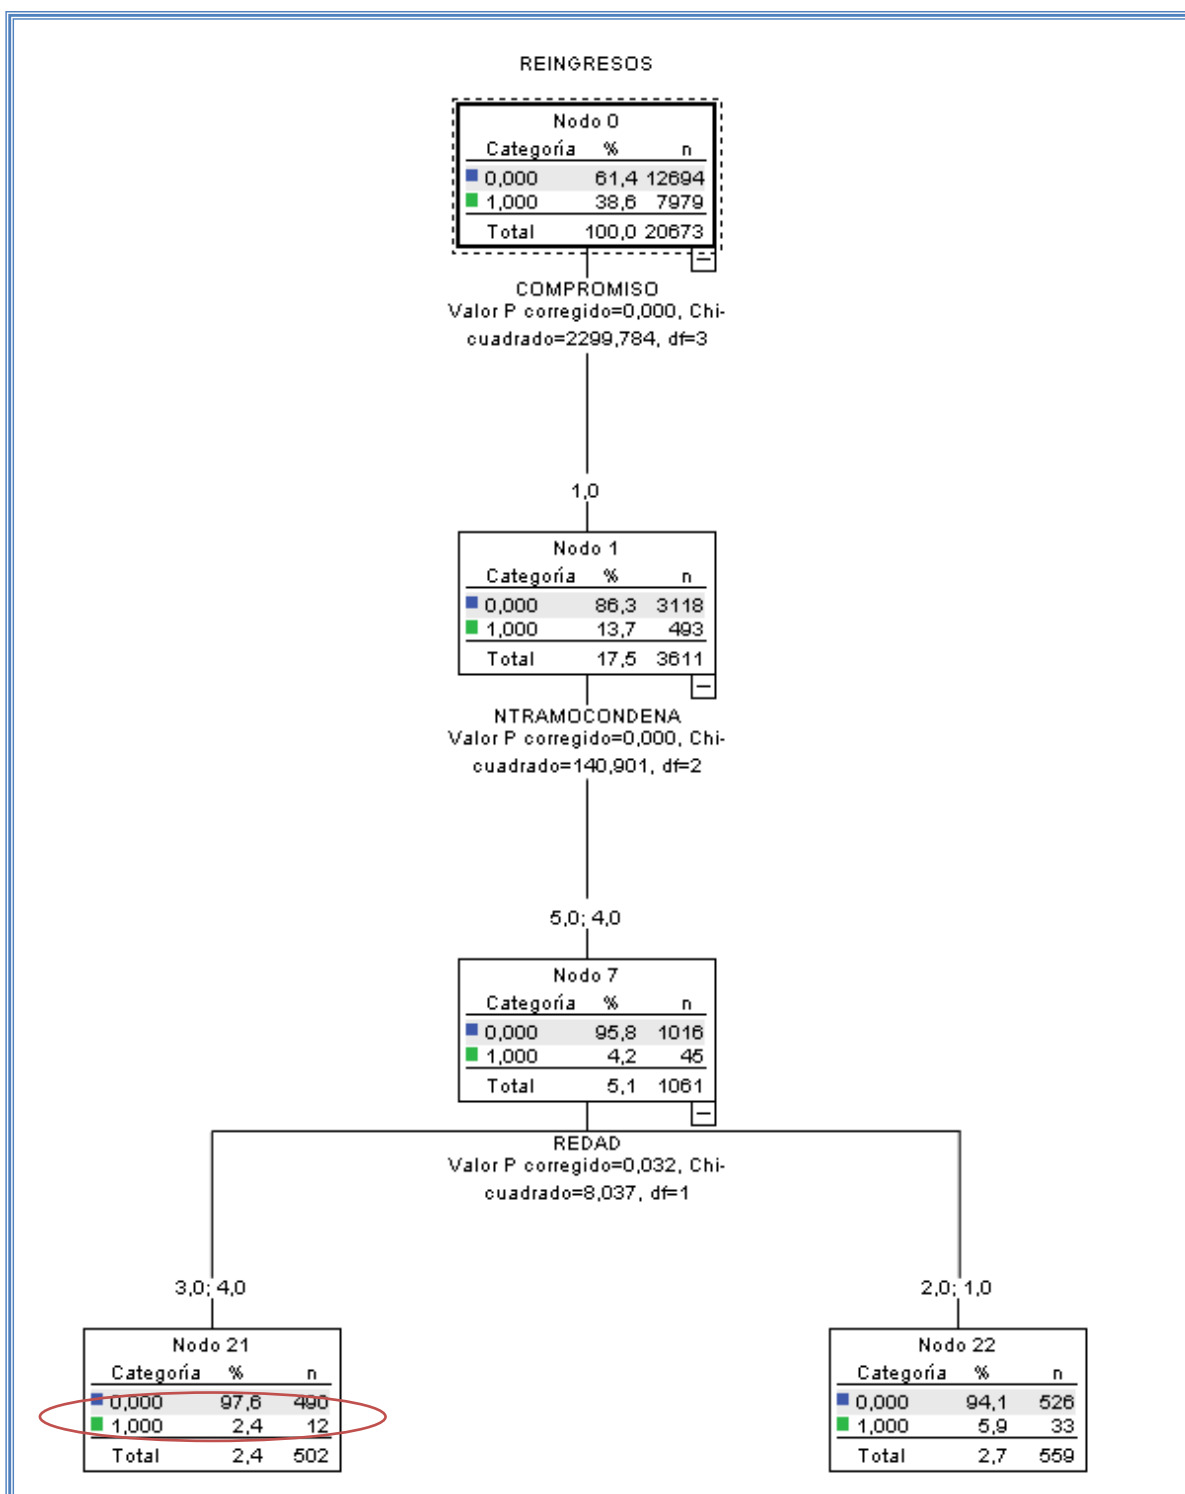 REINGRESOS
Nodo 0
Categoría % n
0,000 61,4 12694
1,000 38,6 7979
Total 100,0 20673
COMPROMISO
Valor P corregido=0,000, Chi-
cuadrado=2299,784, df=3
1,0
Nodo 1
Categoría % n
0,000 86,3 3118
1,000 13,7 493
Total 17,5 3611
NTRAMOCONDENA
Valor P corregido=0,000, Chi-
cuadrado=140,901, df=2
5,0; 4,0
Nodo 7
Categoría % n
0,000 95,8 1016
1,000 4,2 45
Total 5,1 1061
REDAD
Valor P corregido=0,032, Chi-
cuadrado=8,037, df=1
3,0; 4,0
Nodo 21
Categoría % n
0,000 97,6 490
1,000 2,4 12
Total 2,4 502
2,0; 1,0
Nodo 22
Categoría % n
0,000 94,1 526
1,000 5,9 33
Total 2,7 559